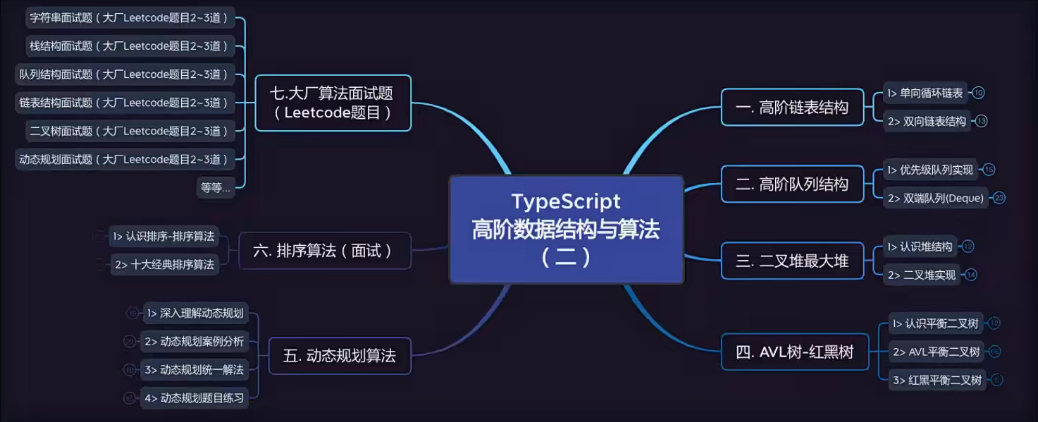 TypeScript
高阶数据结构与算法
（二）
一. 高阶链表结构
1> 单向循环链表
10
2> 双向链表结构
13
二. 高阶队列结构
1> 优先级队列实现
15
2> 双端队列(Deque)
23
三. 二叉堆最大堆
1> 认识堆结构
12
2> 二叉堆实现
14
四. AVL树-红黑树
1> 认识平衡二叉树
2> AVL平衡二叉树
3> 红黑平衡二叉树
五. 动态规划算法
1> 深入理解动态规划
2> 动态规划案例分析
3> 动态规划统一解法
4> 动态规划题目练习
六. 排序算法（面试）
1> 认识排序-排序算法
2> 十大经典排序算法
七.大厂算法面试题
（Leetcode题目）
字符串面试题（大厂Leetcode题目2~3道）
栈结构面试题（大厂Leetcode题目2~3道）
队列结构面试题（大厂Leetcode题目2~3道）
链表结构面试题（大厂Leetcode题目2~3道）
二叉树面试题（大厂Leetcode题目2~3道）
动态规划面试题（大厂Leetcode题目2~3道）
等等...